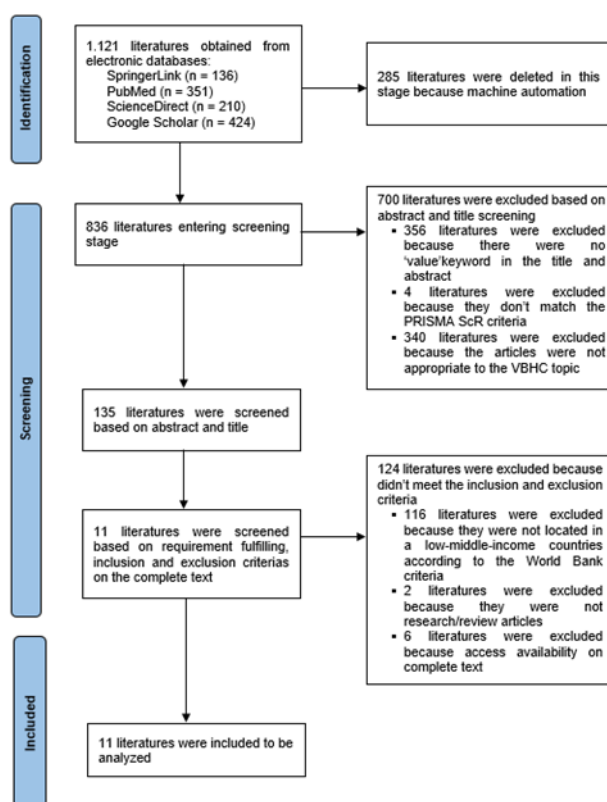 Identification
1.121 literatures obtained from
electronic databases:
SpringerLink (n = 136)
PubMed (n = 351)
ScienceDirect (n = 210)
Google Scholar (n = 424)
285 literatures were deleted in this
stage because machine automation
Screening
836 literatures entering screening
stage
700 literatures were excluded based on
abstract and title screening
▪ 356 literatures were excluded
because there were no
'value'keyword in the title and
abstract
▪ 4 literatures were excluded
because they don't match the
PRISMA ScR criteria
▪ 340 literatures were excluded
because the articles were not
appropriate to the VBHC topic
135 literatures were screened
based on abstract and title
11 literatures were screened
based on requirement fulfilling,
inclusion and exclusion criterias
on the complete text
124 literatures were excluded because
didn't meet the inclusion and exclusion
criteria
▪ 116 literatures were excluded
because they were not located in
a low-middle-income countries
according to the World Bank
criteria
▪ 2 literatures were excluded
because they were not
research/review articles
▪ 6 literatures were excluded
because access availability on
complete text
Included
11 literatures were included to be
analyzed